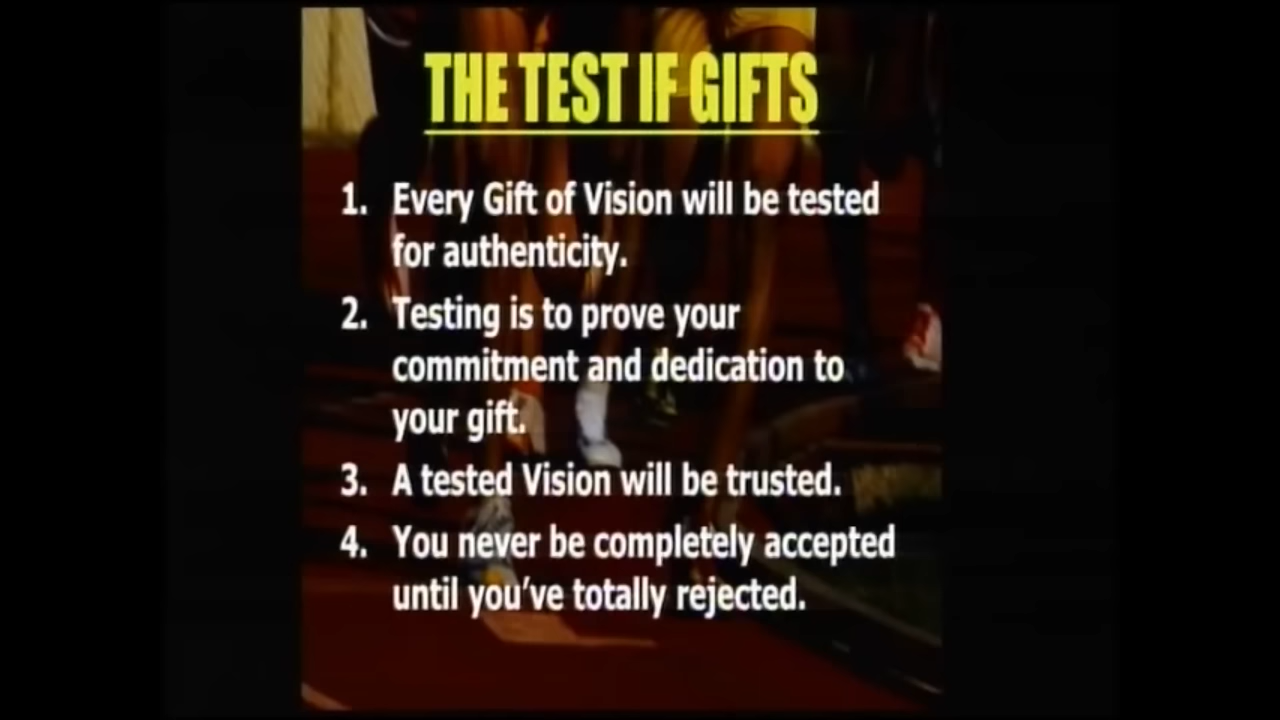 THE TEST IF GIFTS
1. Every Gift of Vision will be tested
for authenticity.
2. Testing is to prove your
commitment and dedication to
your gift.
3. A tested Vision will be trusted.
4. You never be completely accepted
until you've totally rejected.